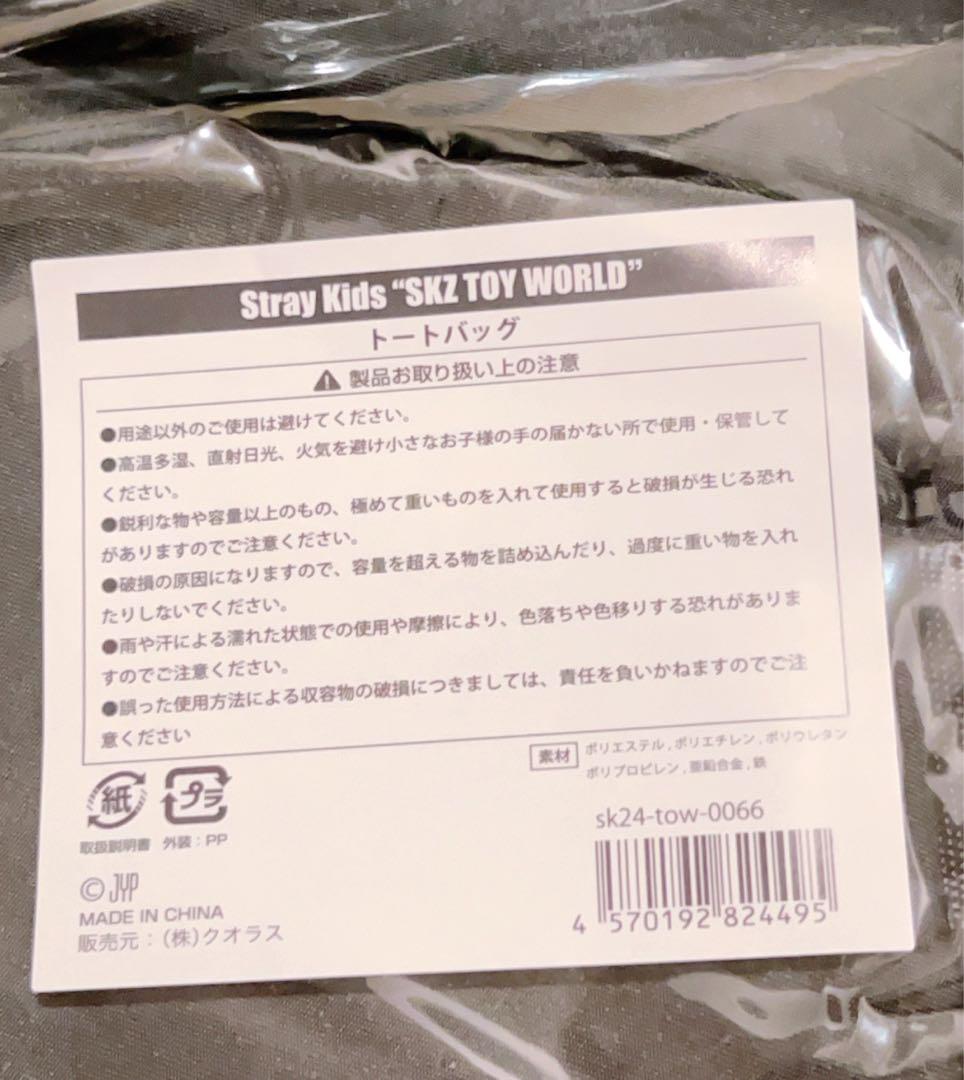 Stray Kids “SKZ TOY WORLD”
トートバッグ
製品お取り扱い上の注意
●用途以外のご使用は避けてください。
●高温多湿、直射日光、火気を避け小さなお子様の手の届かない所で使用・保管して
ください。
●鋭利な物や容量以上のもの、極めて重いものを入れて使用すると破損が生じる恐れ
がありますのでご注意ください。
●破損の原因になりますので、容量を超える物を詰め込んだり、過度に重い物を入れ
たりしないでください。
●雨や汗による濡れた状態での使用や摩擦により、色落ちや色移りする恐れがありま
すのでご注意ください。
●誤った使用方法による収容物の破損につきましては、責任を負いかねますのでご注
意ください
素材 ポリエステル,ポリエチレン,ポリウレタン
ポリプロピレン,亜鉛合金,鉄
紙 プラ
取扱説明書 外装：PP
sk24-tow-0066
4 570192 824495
© JYP
MADE IN CHINA
販売元：(株)クオラス